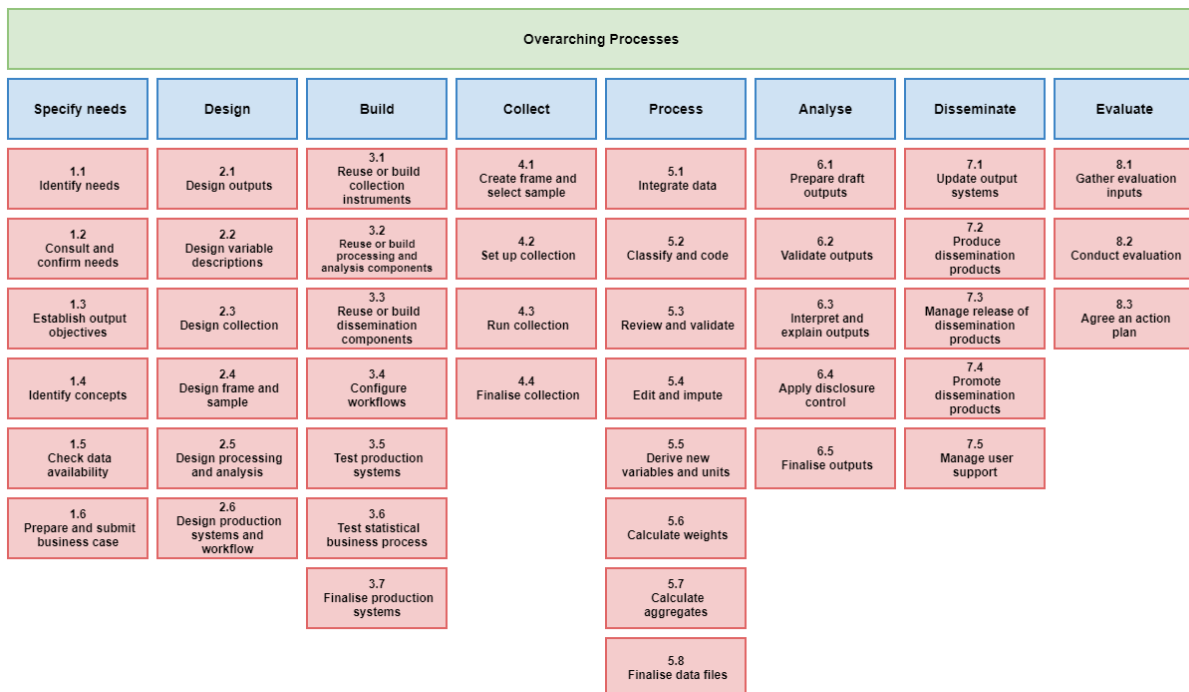 Overarching Processes
Specify needs
Design
Build
Collect
Process
Analyse
Disseminate
Evaluate
1.1
Identify needs
2.1
Design outputs
3.1
Reuse or build
collection
instruments
4.1
Create frame and
select sample
5.1
Integrate data
6.1
Prepare draft
outputs
7.1
Update output
systems
8.1
Gather evaluation
inputs
1.2
Consult and
confirm needs
2.2
Design variable
descriptions
3.2
Reuse or build
processing and
analysis components
4.2
Set up collection
5.2
Classify and code
6.2
Validate outputs
7.2
Produce
dissemination
products
8.2
Conduct evaluation
1.3
Establish output
objectives
2.3
Design collection
3.3
Reuse or build
dissemination
components
4.3
Run collection
5.3
Review and validate
6.3
Interpret and
explain outputs
7.3
Manage release of
dissemination
products
8.3
Agree an action
plan
1.4
Identify concepts
2.4
Design frame and
sample
3.4
Configure
workflows
4.4
Finalise collection
5.4
Edit and impute
6.4
Apply disclosure
control
7.4
Promote
dissemination
products
1.5
Check data
availability
2.5
Design processing
and analysis
3.5
Test production
systems
5.5
Derive new
variables and units
6.5
Finalise outputs
7.5
Manage user
support
1.6
Prepare and submit
business case
2.6
Design production
systems and
workflow
3.6
Test statistical
business process
5.6
Calculate weights
3.7
Finalise production
systems
5.7
Calculate
aggregates
5.8
Finalise data files